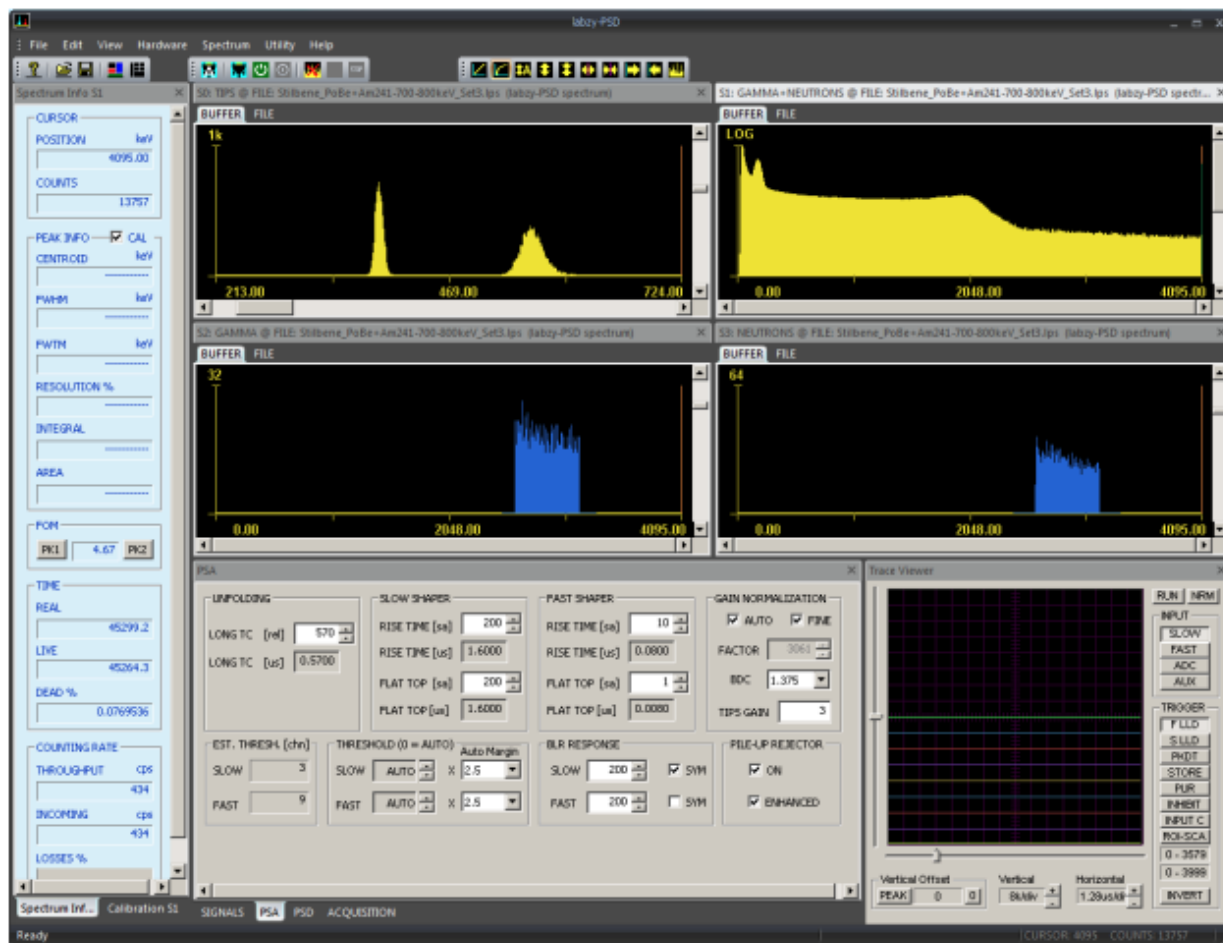 labzy-PSD
File Edit View Hardware Spectrum Utility Help
Spectrum Info S1
CURSOR
POSITION keV
4095.00
COUNTS
13757
PEAK INFO CAL
CENTROID keV
-----------
FWHM keV
-----------
FWTM keV
-----------
RESOLUTION %
-----------
INTEGRAL
-----------
AREA
-----------
FOM
PK1 4.67 PK2
TIME
REAL
45299.2
LIVE
45264.3
DEAD %
0.0769536
COUNTING RATE
THROUGHPUT cps
434
INCOMING cps
434
LOSSES %
Spectrum Inf... Calibration S1
S0: TIPS @ FILE: Stilbene_PoBe+Am241-700-800keV_Set3.lps (labzy-PSD spectrum)
BUFFER FILE
1k
213.00 469.00 724.00
S1: GAMMA+NEUTRONS @ FILE: Stilbene_PoBe+Am241-700-800keV_Set3.lps (labzy-PSD spectr...
BUFFER FILE
LOG
0.00 2048.00 4095.00
S2: GAMMA @ FILE: Stilbene_PoBe+Am241-700-800keV_Set3.lps (labzy-PSD spectrum)
BUFFER FILE
32
0.00 2048.00 4095.00
S3: NEUTRONS @ FILE: Stilbene_PoBe+Am241-700-800keV_Set3.lps (labzy-PSD spectrum)
BUFFER FILE
64
0.00 2048.00 4095.00
PSA
UNFOLDING
LONG TC [rel] 570
LONG TC [us] 0.5700
SLOW SHAPER
RISE TIME [sa] 200
RISE TIME [us] 1.6000
FLAT TOP [sa] 200
FLAT TOP [us] 1.6000
FAST SHAPER
RISE TIME [sa] 10
RISE TIME [us] 0.0800
FLAT TOP [sa] 1
FLAT TOP [us] 0.0080
GAIN NORMALIZATION
AUTO FINE
FACTOR 3061
BDC 1.375
TIPS GAIN 3
EST. THRESH. [chn]
SLOW 3
FAST 9
THRESHOLD (0 = AUTO) Auto Margin
SLOW AUTO X 2.5
FAST AUTO X 2.5
BLR RESPONSE
SLOW 200 SYM
FAST 200 SYM
PILE-UP REJECTOR
ON
ENHANCED
SIGNALS PSA PSD ACQUISITION
Trace Viewer
RUN NRM
INPUT
SLOW
FAST
ADC
AUX
TRIGGER
F LLD
S LLD
PKDT
STORE
PUR
INHIBIT
INPUT C
ROI-SCA
0 - 3579
0 - 3999
INVERT
Vertical Offset
PEAK 0 0
Vertical
8k/div
Horizontal
1.28us/di
Ready
CURSOR: 4095 COUNTS: 13757